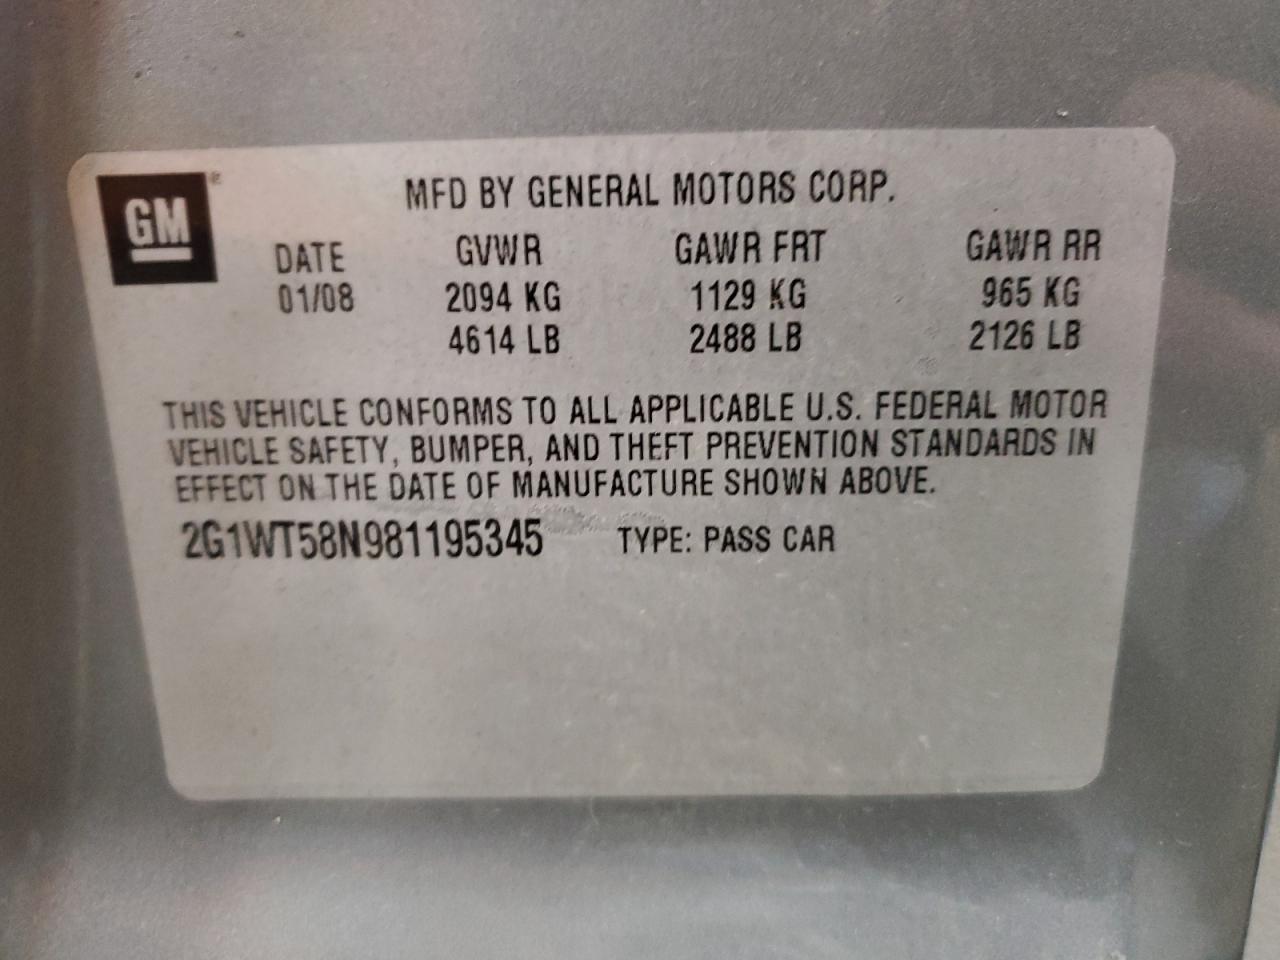 GM®
MFD BY GENERAL MOTORS CORP.
DATE GVWR GAWR FRT GAWR RR
01/08 2094 KG 1129 KG 965 KG
4614 LB 2488 LB 2126 LB
THIS VEHICLE CONFORMS TO ALL APPLICABLE U.S. FEDERAL MOTOR
VEHICLE SAFETY, BUMPER, AND THEFT PREVENTION STANDARDS IN
EFFECT ON THE DATE OF MANUFACTURE SHOWN ABOVE.
2G1WT58N981195345 TYPE: PASS CAR